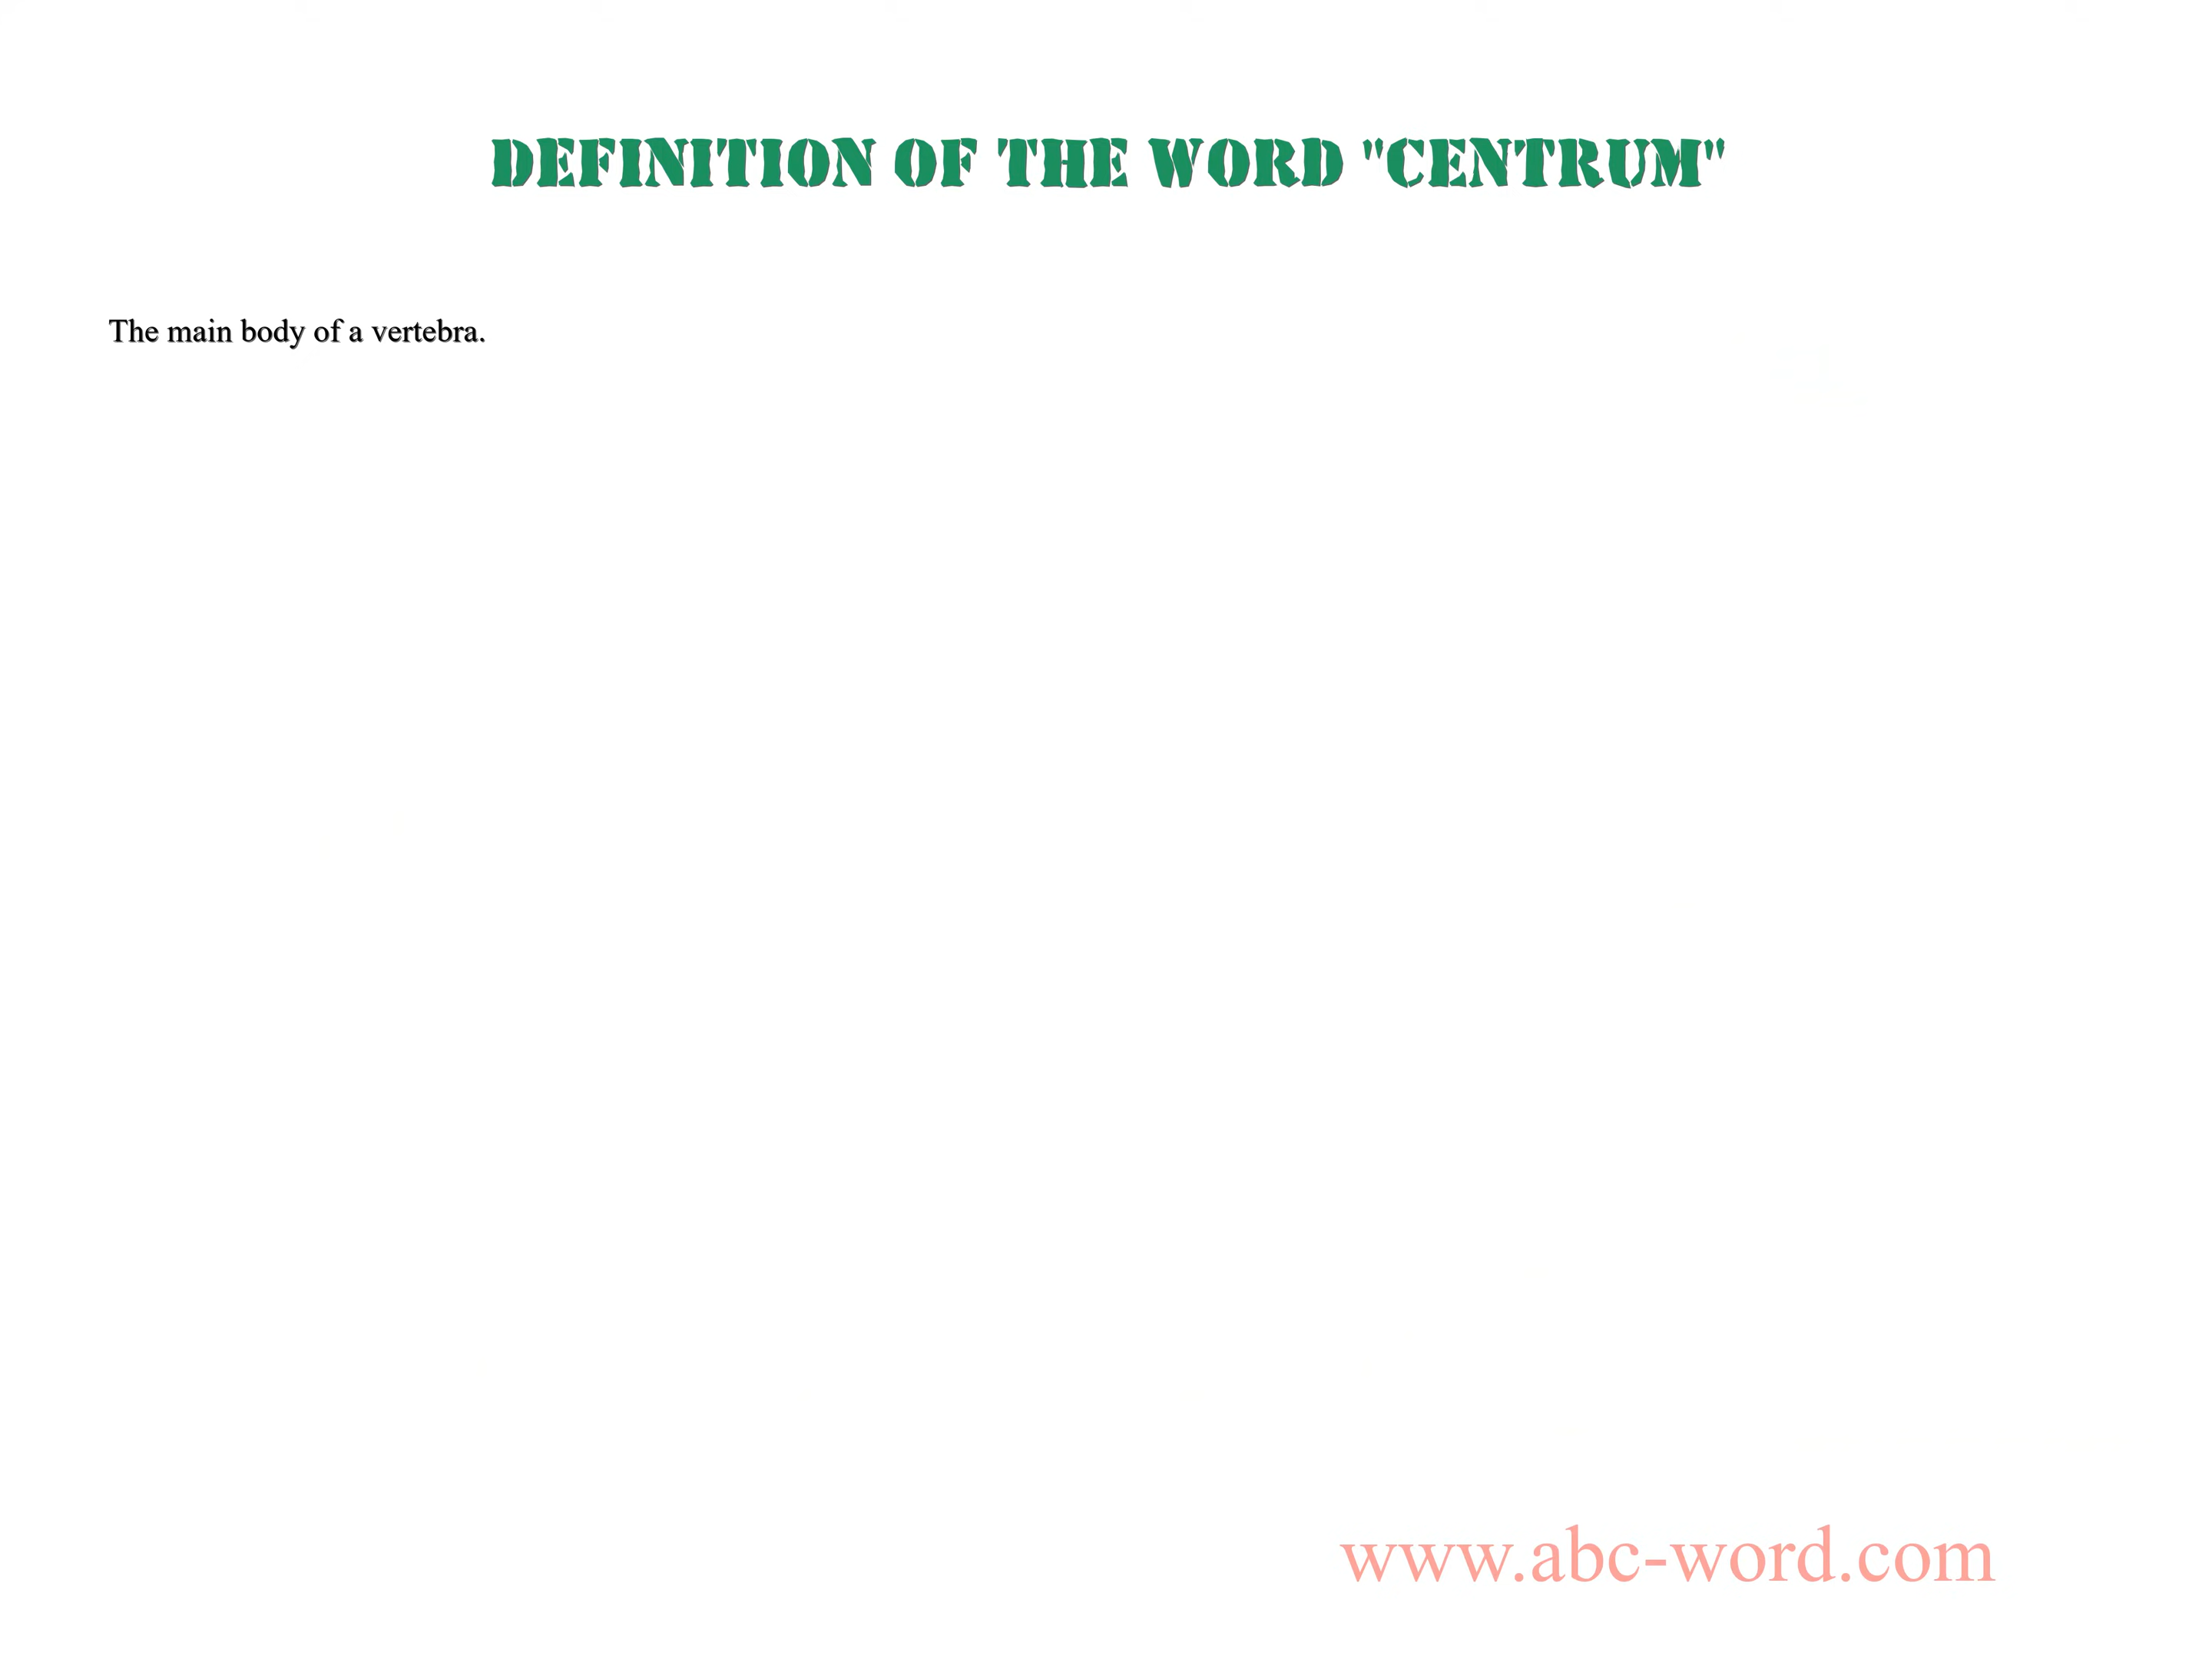 DEFINITION OF THE WORD "CENTRUM"
The main body of a vertebra.
www.abc-word.com